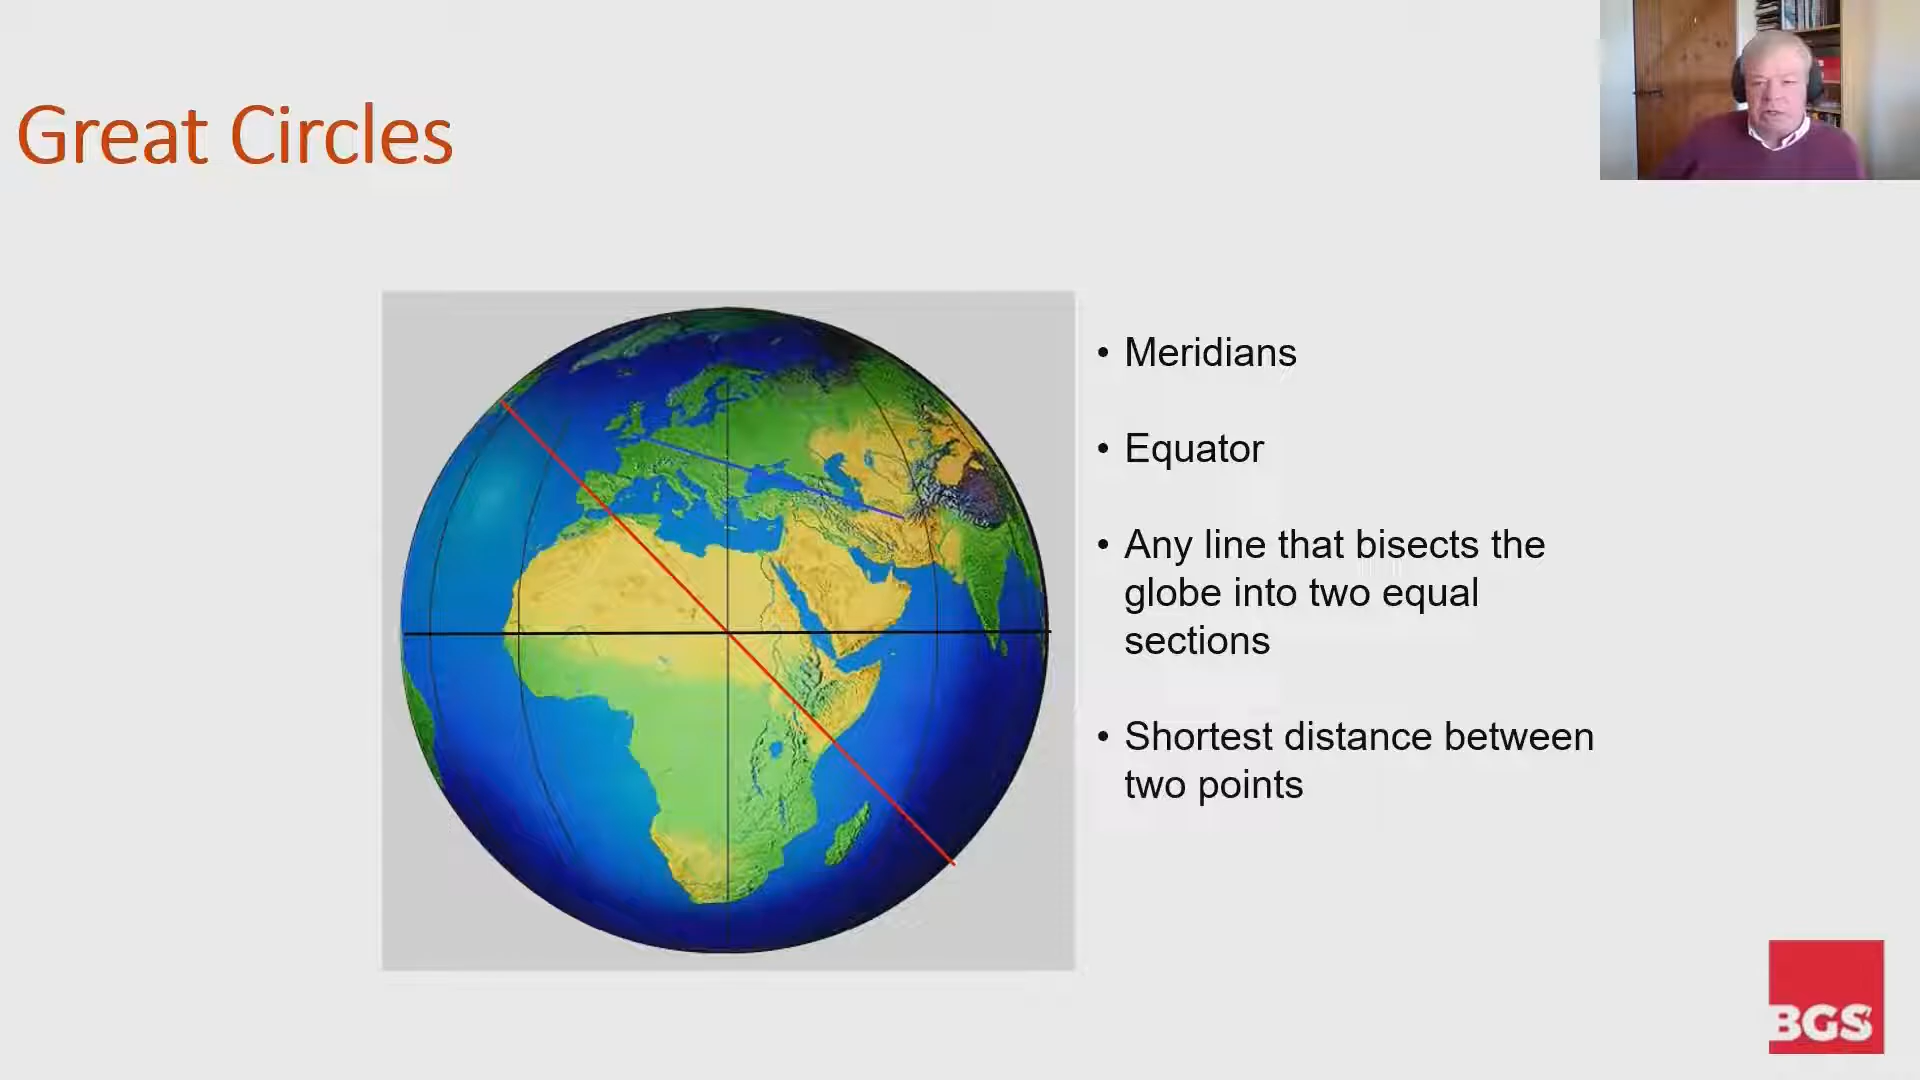 Great Circles
• Meridians
• Equator
• Any line that bisects the
globe into two equal
sections
• Shortest distance between
two points
BGS